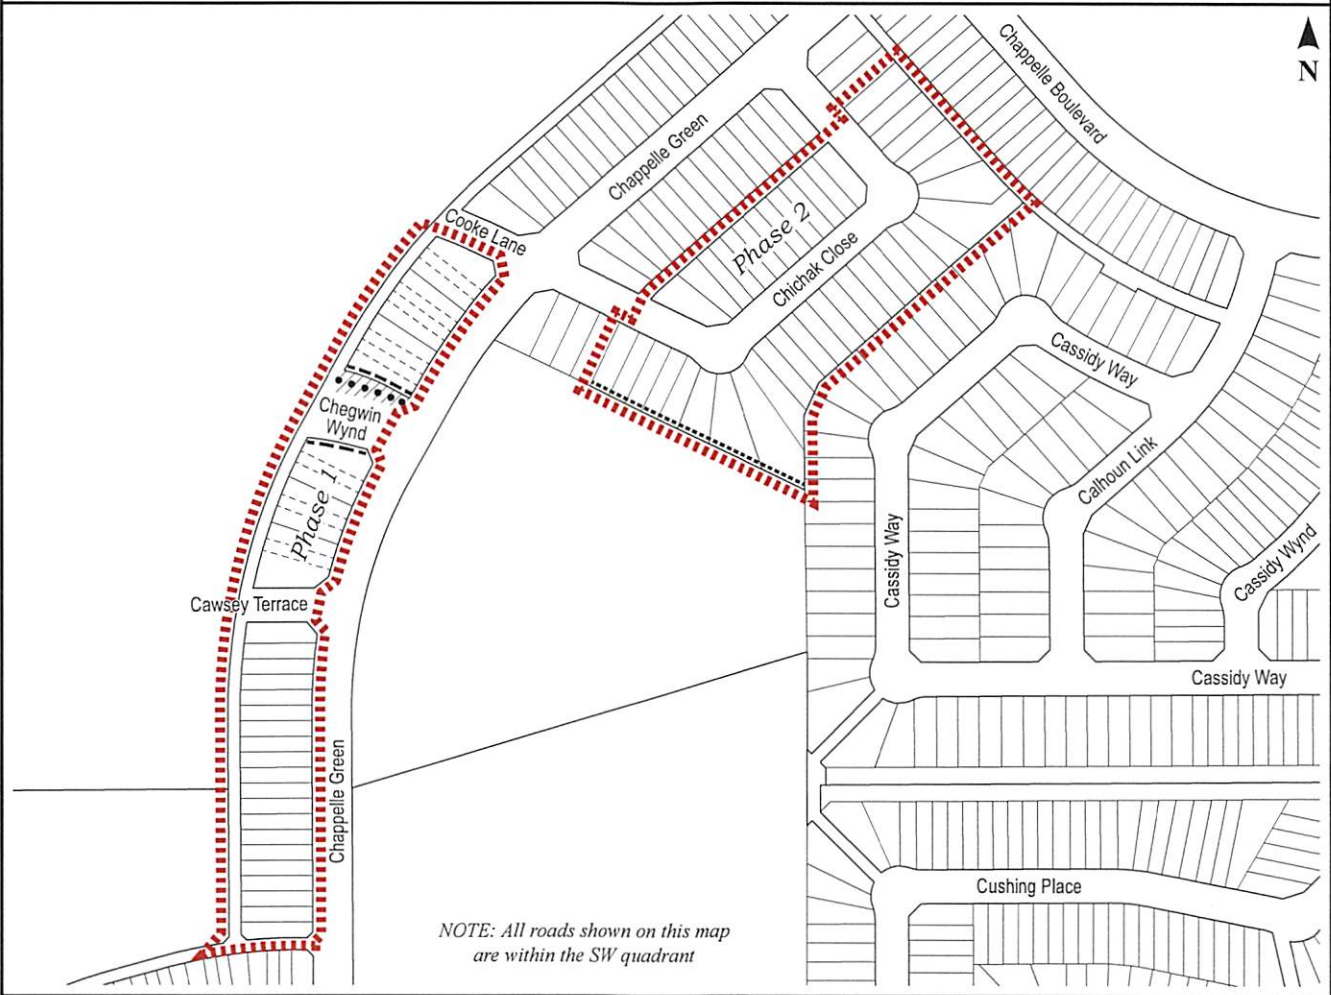 Chappelle Boulevard
N
Chappelle Green
Cooke Lane
Phase 2
Chichak Close
Cassidy Way
Chegwin
Wynd
Calhoun Link
Phase 1
Cassidy Way
Cassidy Wynd
Cawsey Terrace
Cassidy Way
Chappelle Green
Cushing Place
NOTE: All roads shown on this map
are within the SW quadrant